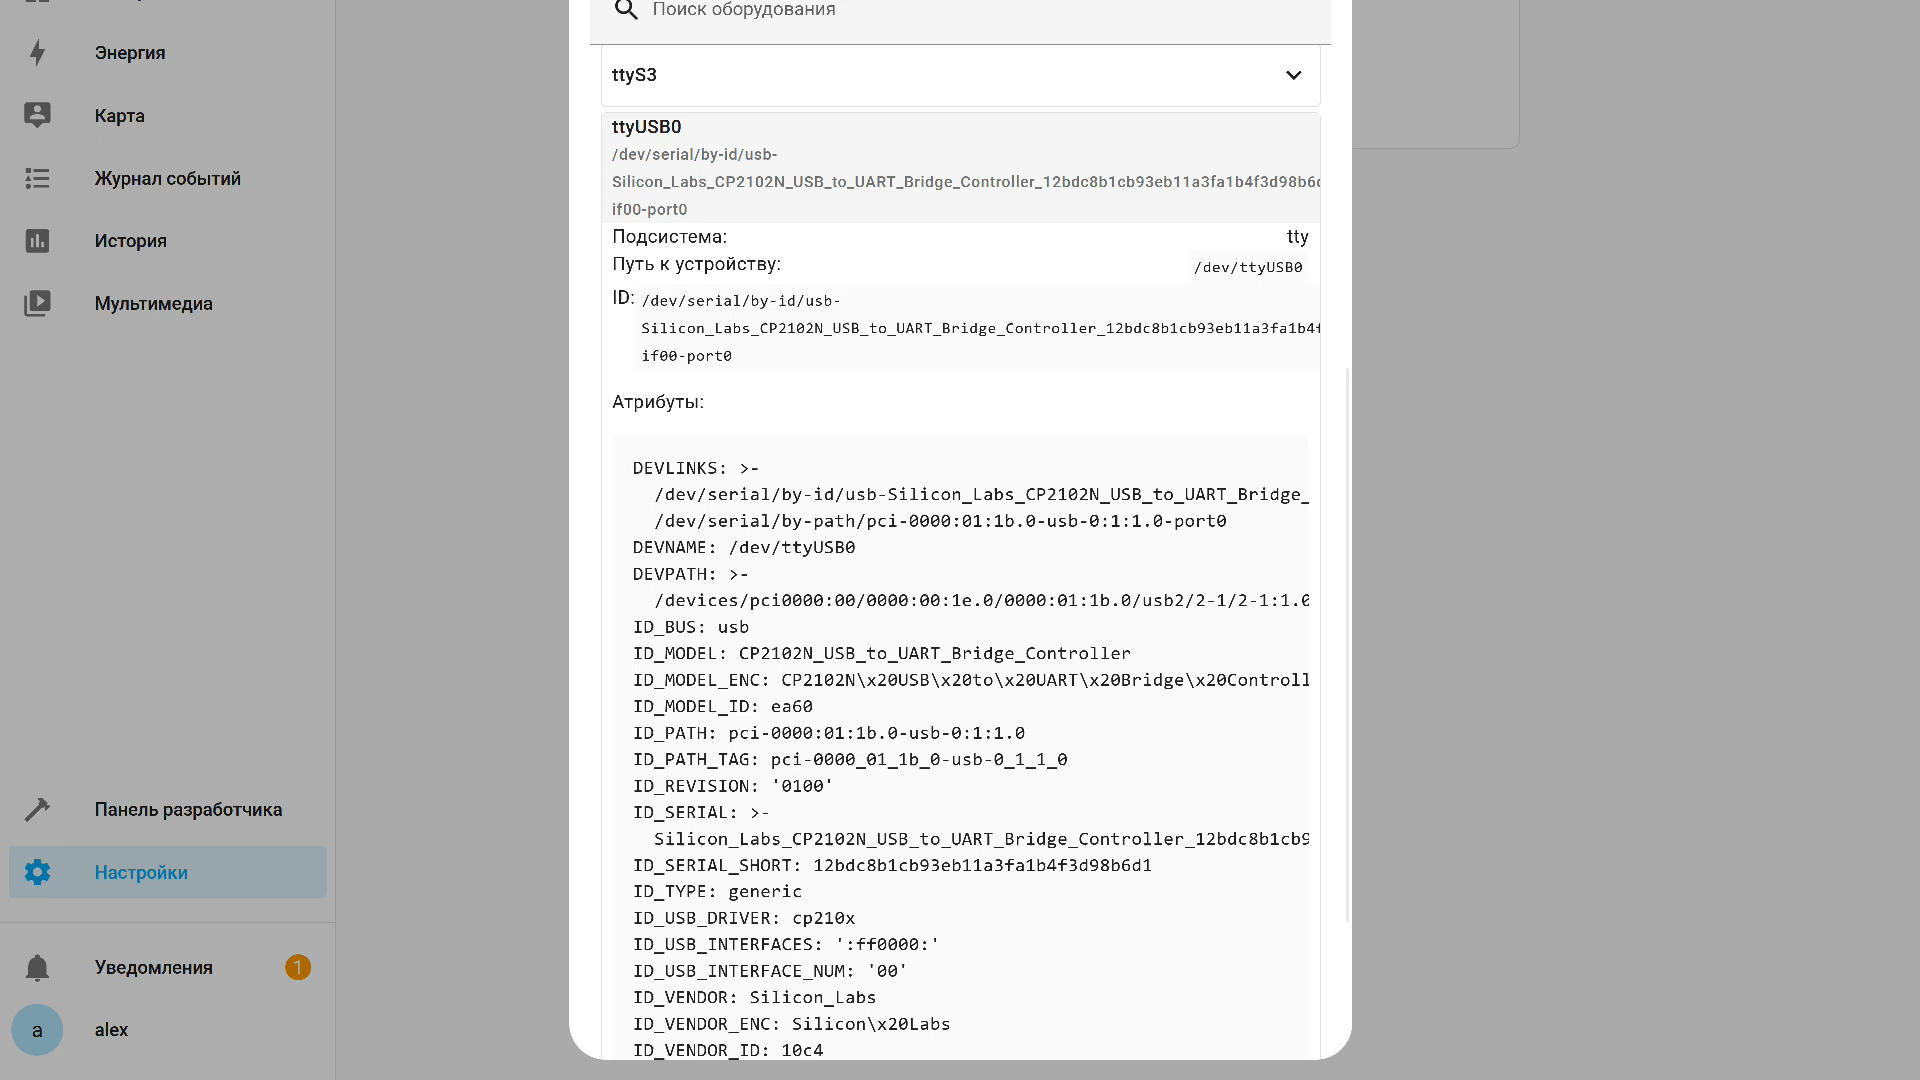 Энергия
Карта
Журнал событий
История
Мультимедиа
Панель разработчика
Настройки
Уведомления
1
a
alex
Поиск оборудования
ttyS3
ttyUSB0
/dev/serial/by-id/usb-
Silicon_Labs_CP2102N_USB_to_UART_Bridge_Controller_12bdc8b1cb93eb11a3fa1b4f3d98b6d
if00-port0
Подсистема: tty
Путь к устройству: /dev/ttyUSB0
ID: /dev/serial/by-id/usb-
Silicon_Labs_CP2102N_USB_to_UART_Bridge_Controller_12bdc8b1cb93eb11a3fa1b4f
if00-port0
Атрибуты:
DEVLINKS: >-
/dev/serial/by-id/usb-Silicon_Labs_CP2102N_USB_to_UART_Bridge_
/dev/serial/by-path/pci-0000:01:1b.0-usb-0:1:1.0-port0
DEVNAME: /dev/ttyUSB0
DEVPATH: >-
/devices/pci0000:00/0000:00:1e.0/0000:01:1b.0/usb2/2-1/2-1:1.0
ID_BUS: usb
ID_MODEL: CP2102N_USB_to_UART_Bridge_Controller
ID_MODEL_ENC: CP2102N\x20USB\x20to\x20UART\x20Bridge\x20Controll
ID_MODEL_ID: ea60
ID_PATH: pci-0000:01:1b.0-usb-0:1:1.0
ID_PATH_TAG: pci-0000_01_1b_0-usb-0_1_1_0
ID_REVISION: '0100'
ID_SERIAL: >-
Silicon_Labs_CP2102N_USB_to_UART_Bridge_Controller_12bdc8b1cb9
ID_SERIAL_SHORT: 12bdc8b1cb93eb11a3fa1b4f3d98b6d1
ID_TYPE: generic
ID_USB_DRIVER: cp210x
ID_USB_INTERFACES: ':ff0000:'
ID_USB_INTERFACE_NUM: '00'
ID_VENDOR: Silicon_Labs
ID_VENDOR_ENC: Silicon\x20Labs
ID_VENDOR_ID: 10c4